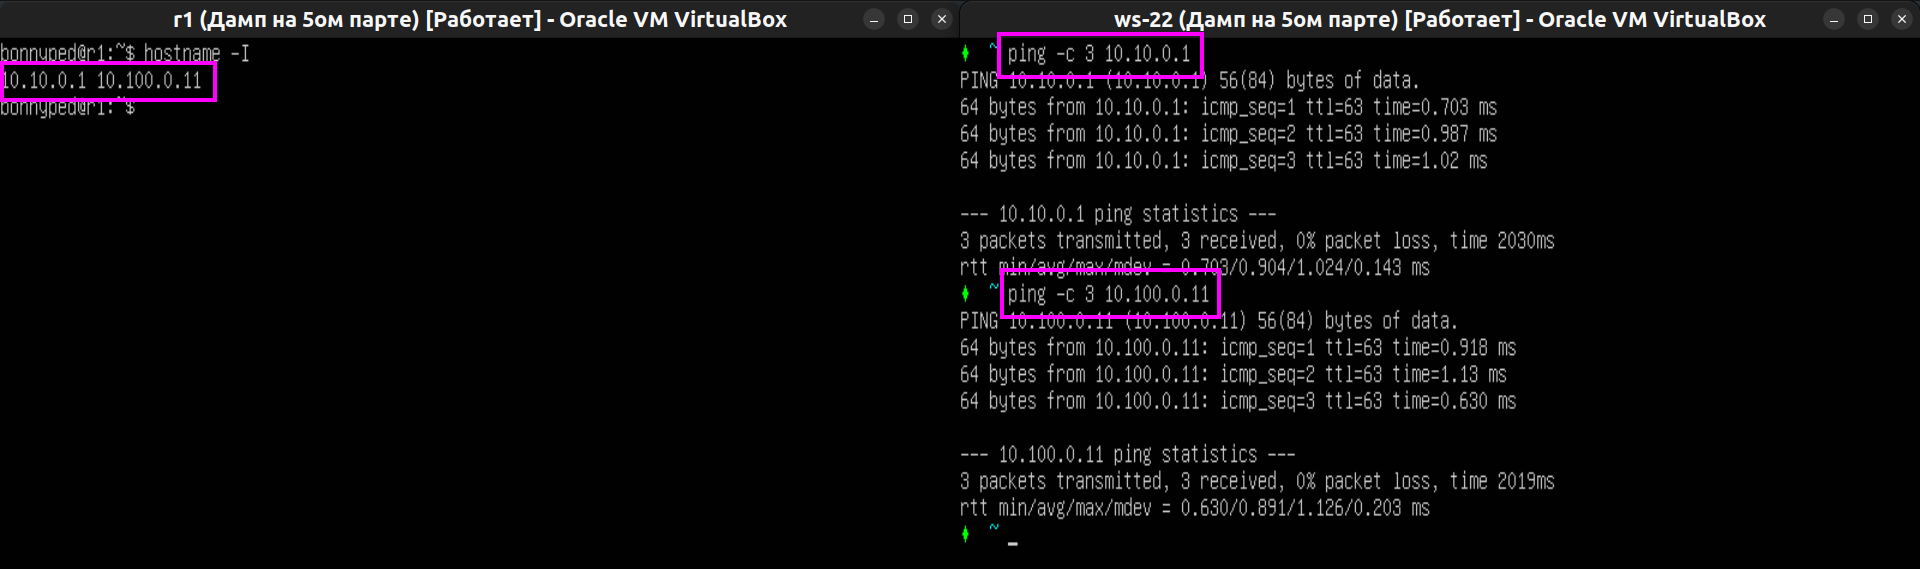 r1 (Дамп на 5ом парте) [Работает] - Oracle VM VirtualBox
bonnyped@r1:~$ hostname -I
10.10.0.1 10.100.0.11
bonnyped@r1:~$
ws-22 (Дамп на 5ом парте) [Работает] - Oracle VM VirtualBox
~ ping -c 3 10.10.0.1
PING 10.10.0.1 (10.10.0.1) 56(84) bytes of data.
64 bytes from 10.10.0.1: icmp_seq=1 ttl=63 time=0.703 ms
64 bytes from 10.10.0.1: icmp_seq=2 ttl=63 time=0.987 ms
64 bytes from 10.10.0.1: icmp_seq=3 ttl=63 time=1.02 ms
--- 10.10.0.1 ping statistics ---
3 packets transmitted, 3 received, 0% packet loss, time 2030ms
rtt min/avg/max/mdev = 0.703/0.904/1.024/0.143 ms
~ ping -c 3 10.100.0.11
PING 10.100.0.11 (10.100.0.11) 56(84) bytes of data.
64 bytes from 10.100.0.11: icmp_seq=1 ttl=63 time=0.918 ms
64 bytes from 10.100.0.11: icmp_seq=2 ttl=63 time=1.13 ms
64 bytes from 10.100.0.11: icmp_seq=3 ttl=63 time=0.630 ms
--- 10.100.0.11 ping statistics ---
3 packets transmitted, 3 received, 0% packet loss, time 2019ms
rtt min/avg/max/mdev = 0.630/0.891/1.126/0.203 ms
~